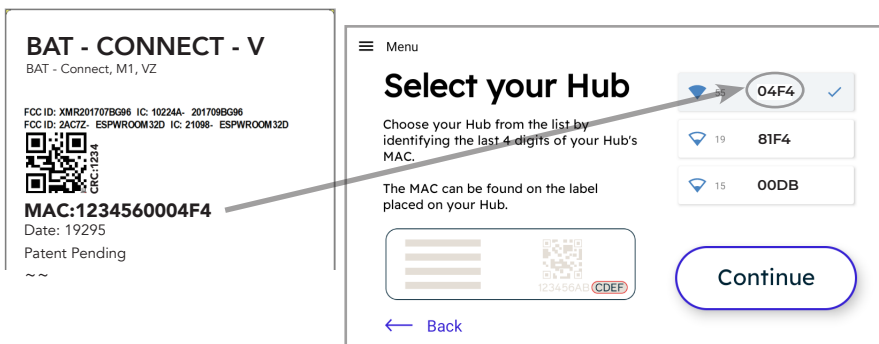 BAT - CONNECT - V
BAT - Connect, M1, VZ
FCC ID: XMR201707BG96 IC: 10224A- 201709BG96
FCC ID: 2AC7Z- ESPWROOM32D IC: 21098- ESPWROOM32D
CRC:1234
MAC:1234560004F4
Date: 19295
Patent Pending
~~
Menu
Select your Hub
Choose your Hub from the list by
identifying the last 4 digits of your Hub's
MAC.
The MAC can be found on the label
placed on your Hub.
123456AB CDEF
Back
55 04F4
19 81F4
15 00DB
Continue